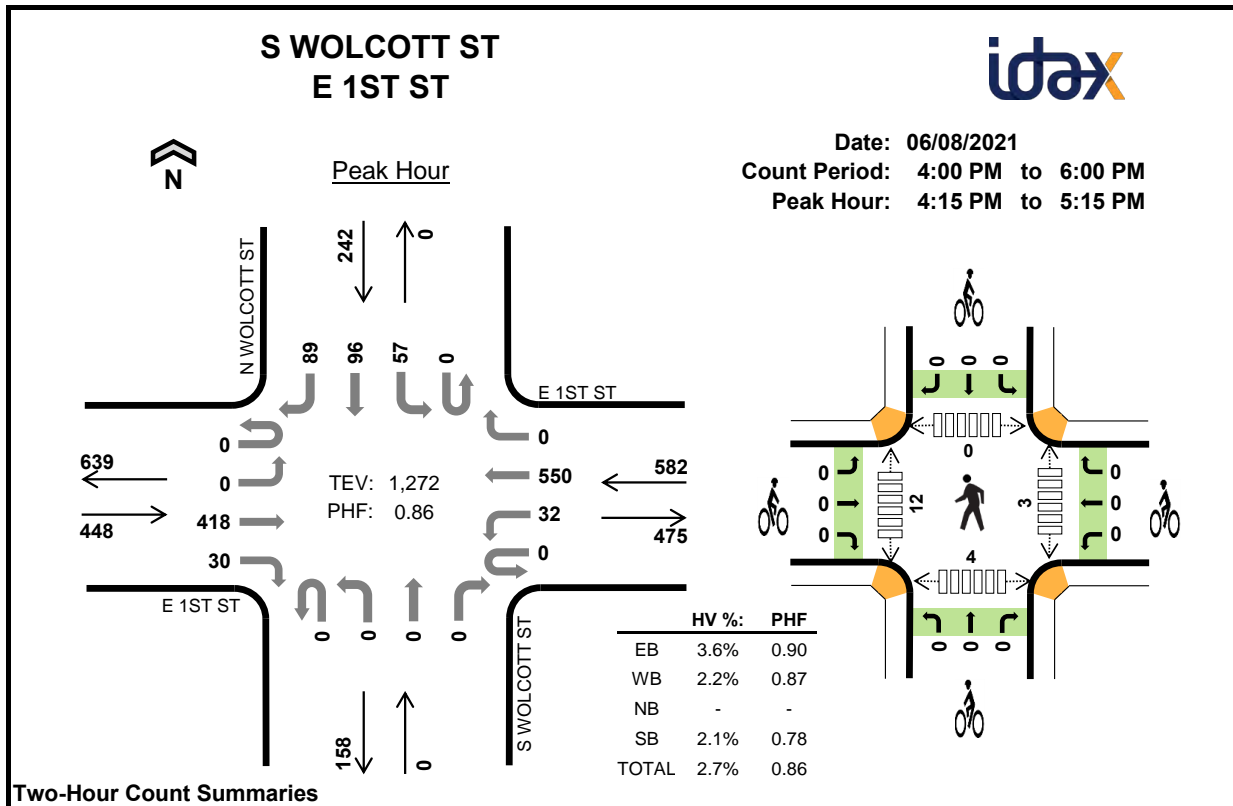 S WOLCOTT ST
E 1ST ST
idax
Date: 06/08/2021
Count Period: 4:00 PM to 6:00 PM
Peak Hour: 4:15 PM to 5:15 PM
N
Peak Hour
N WOLCOTT ST
242
0
89
96
57
0
E 1ST ST
0
639
0
TEV: 1,272
550
582
448
418
PHF: 0.86
32
475
30
0
E 1ST ST
0
0
0
0
S WOLCOTT ST
158
0
HV %: PHF
EB 3.6% 0.90
WB 2.2% 0.87
NB - -
SB 2.1% 0.78
TOTAL 2.7% 0.86
0
0
0
0
0
0
0
12
3
0
0
0
4
0
0
0
Two-Hour Count Summaries